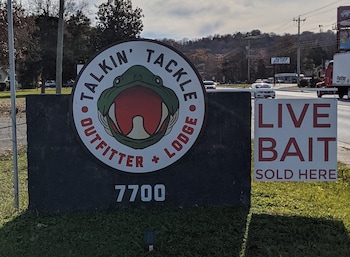 TALKIN' TACKLE
OUTFITTER + LODGE
7700
LIVE
BAIT
SOLD HERE